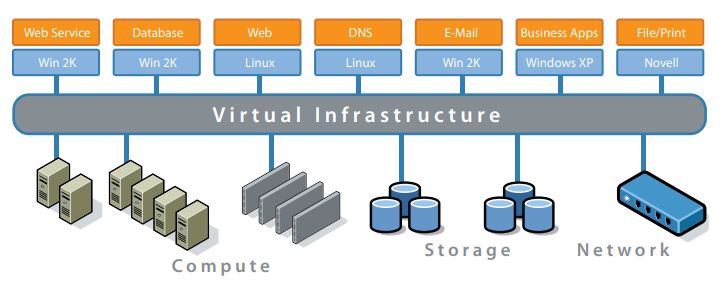 Web Service
Database
Web
DNS
E-Mail
Business Apps
File/Print
Win 2K
Win 2K
Linux
Linux
Win 2K
Windows XP
Novell
Virtual Infrastructure
Storage
Network
Compute